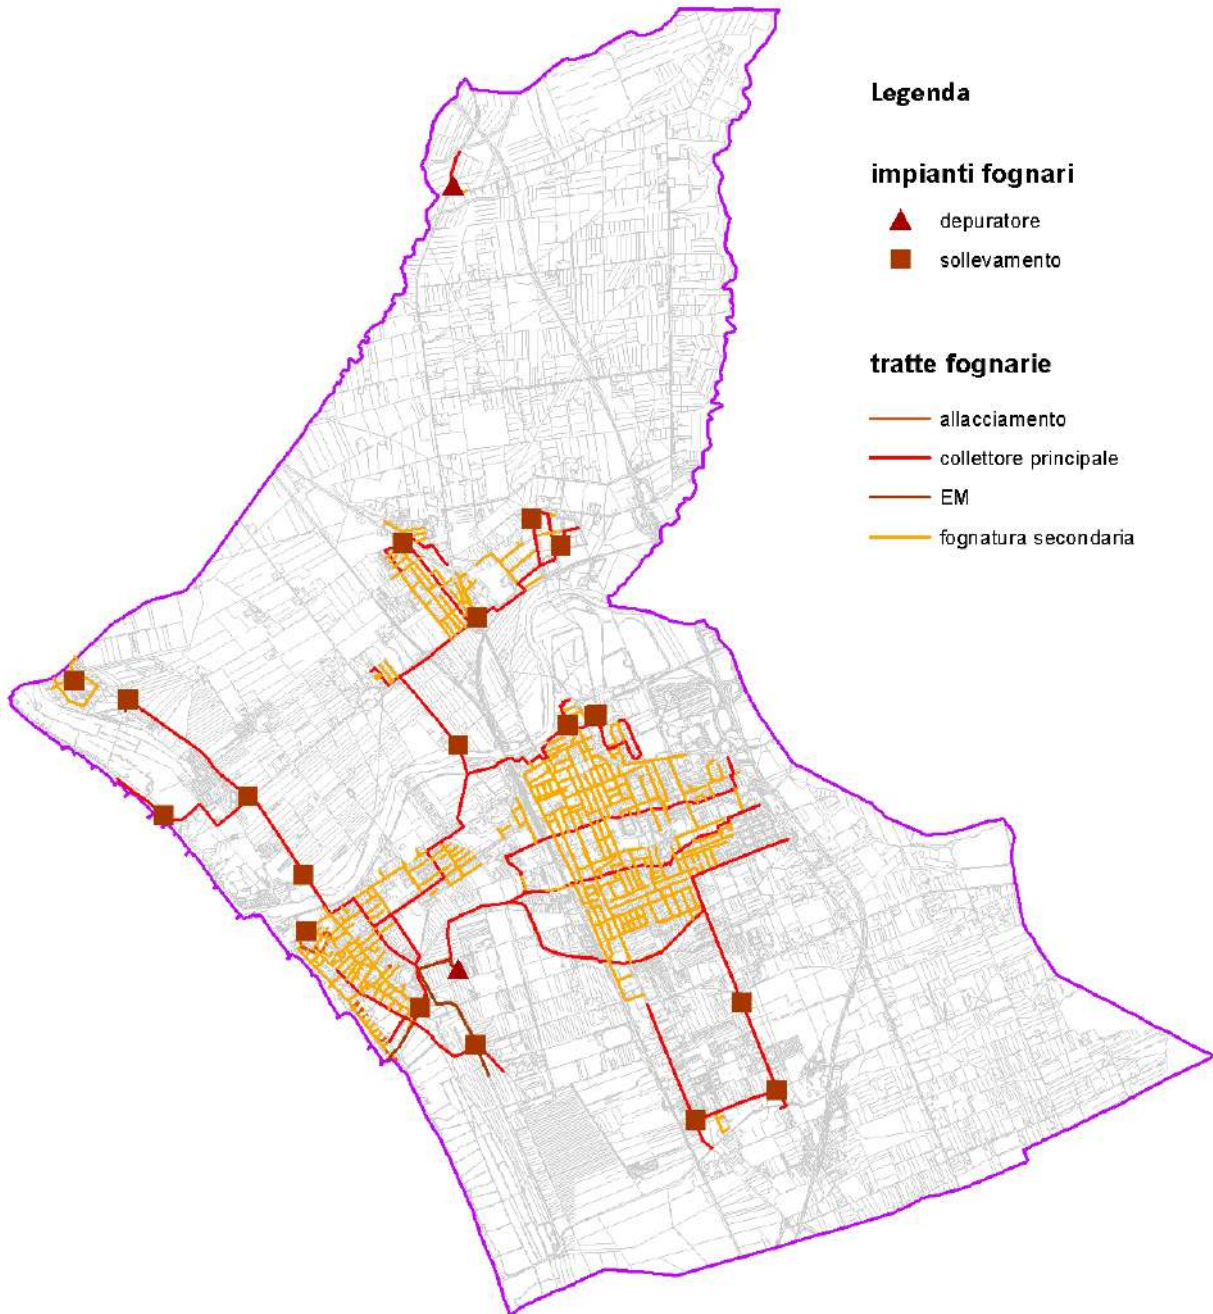 Legenda
impianti fognari
depuratore
sollevamento
tratte fognarie
allacciamento
collettore principale
EM
fognatura secondaria